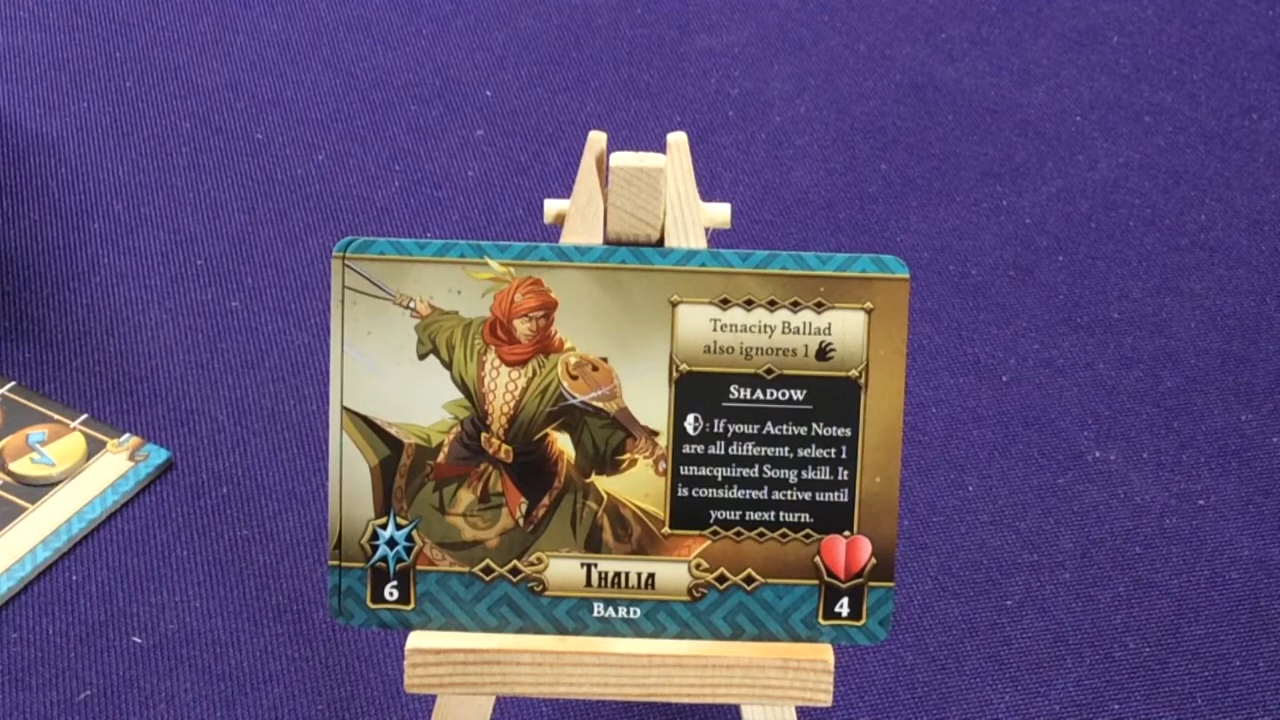 Tenacity Ballad
also ignores 1
SHADOW
: If your Active Notes
are all different, select 1
unacquired Song skill. It
is considered active until
your next turn.
6
THALIA
4
BARD